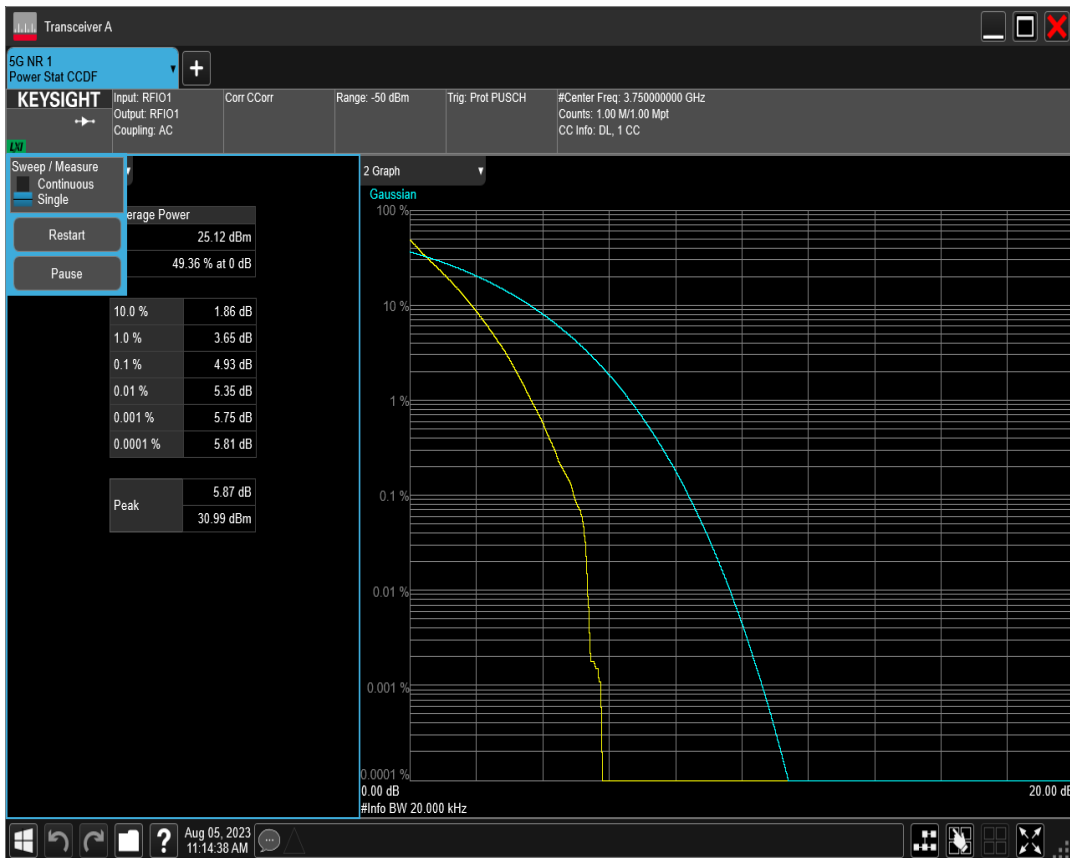 Transceiver A
5G NR 1
Power Stat CCDF
KEYSIGHT
LXI
Input: RFIO1
Output: RFIO1
Coupling: AC
Corr CCorr
Range: -50 dBm
Trig: Prot PUSCH
#Center Freq: 3.750000000 GHz
Counts: 1.00 M/1.00 Mpt
CC Info: DL, 1 CC
Sweep / Measure
Continuous
Single
Restart
Pause
erage Power
25.12 dBm
49.36 % at 0 dB
10.0 % 1.86 dB
1.0 % 3.65 dB
0.1 % 4.93 dB
0.01 % 5.35 dB
0.001 % 5.75 dB
0.0001 % 5.81 dB
Peak
5.87 dB
30.99 dBm
2 Graph
Gaussian
100 %
10 %
1 %
0.1 %
0.01 %
0.001 %
0.0001 %
0.00 dB
20.00 dB
#Info BW 20.000 kHz
?
Aug 05, 2023
11:14:38 AM